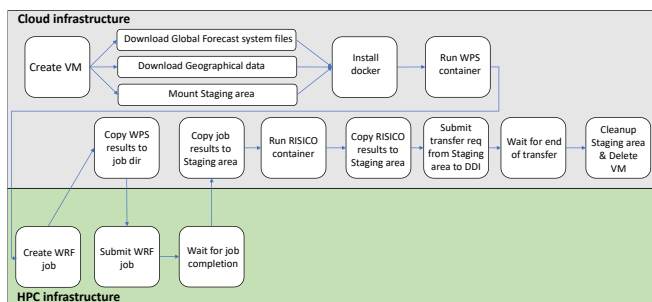 Cloud infrastructure
Create VM
Download Global Forecast system files
Download Geographical data
Mount Staging area
Install
docker
Run WPS
container
Copy WPS
results to
job dir
Copy job
results to
Staging area
Run RISICO
container
Copy RISICO
results to
Staging area
Submit
transfer req
from Staging
area to DDI
Wait for end
of transfer
Cleanup
Staging area
& Delete
VM
Create WRF
job
Submit WRF
job
Wait for job
completion
HPC infrastructure